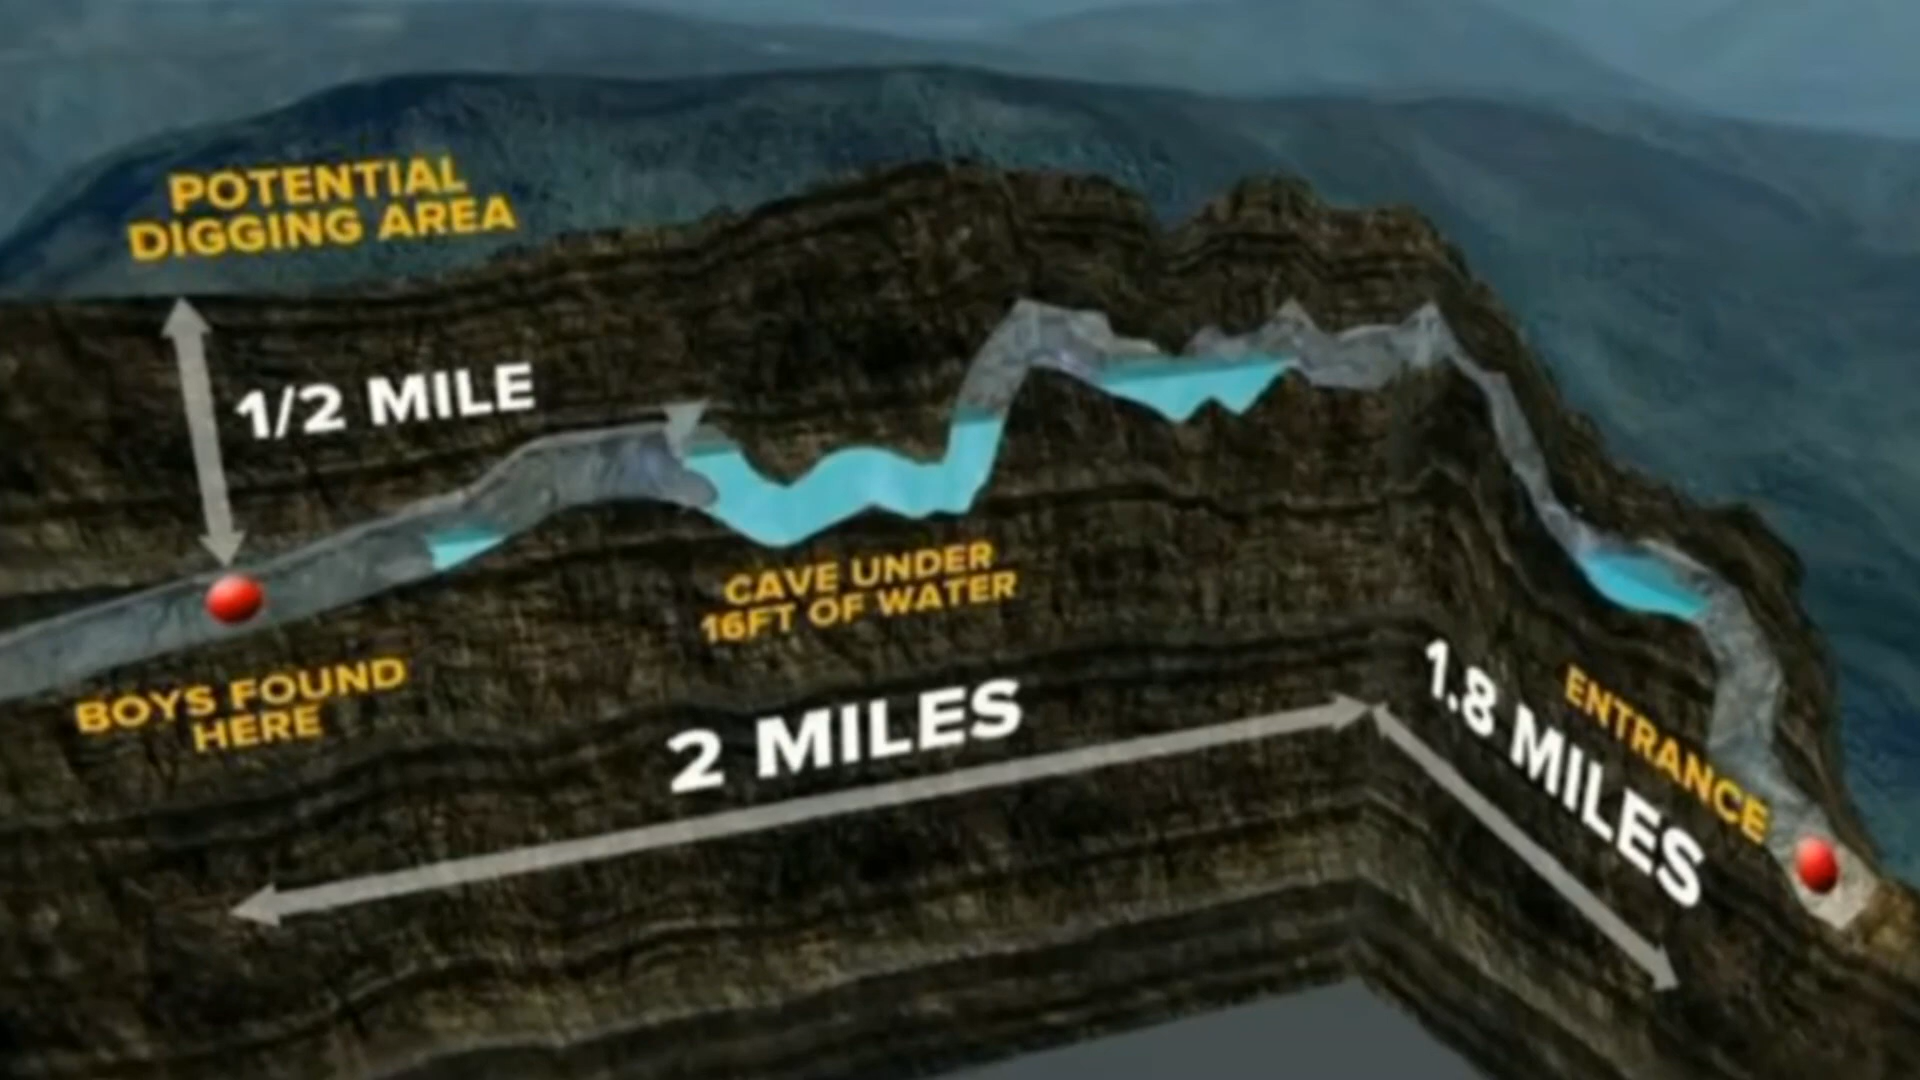 POTENTIAL
DIGGING AREA
1/2 MILE
CAVE UNDER
16FT OF WATER
BOYS FOUND
HERE
2 MILES
1.8 MILES
ENTRANCE